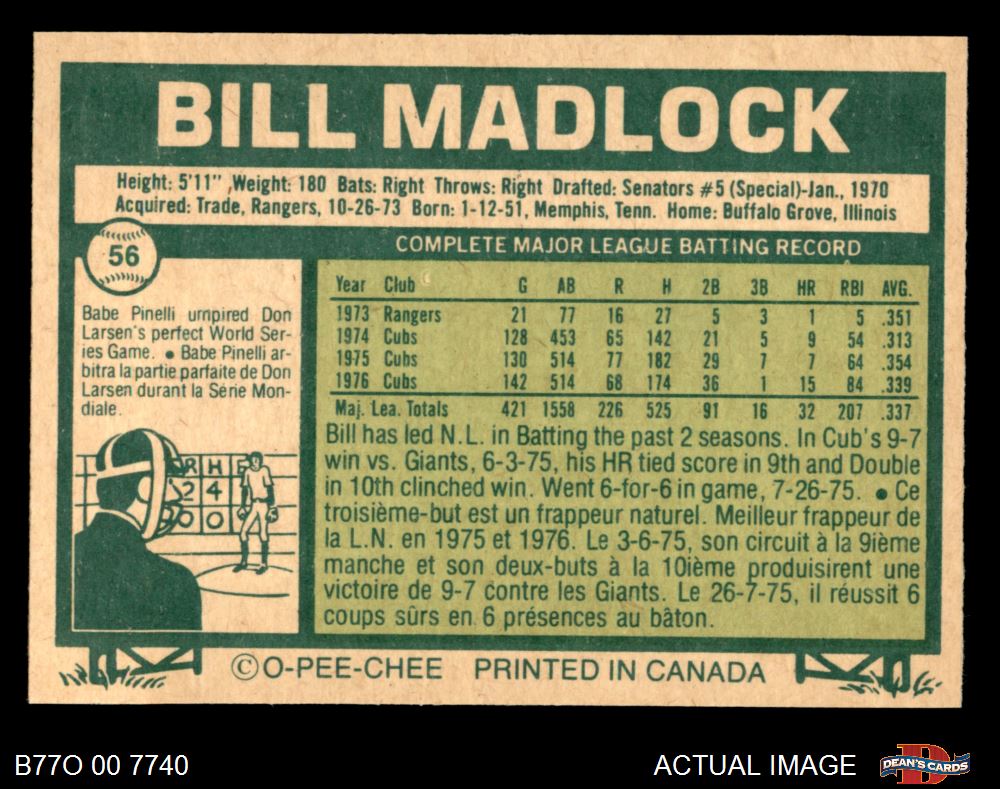 BILL MADLOCK
Height: 5'11" Weight: 180 Bats: Right Throws: Right Drafted: Senators #5 (Special)-Jan., 1970
Acquired: Trade, Rangers, 10-26-73 Born: 1-12-51, Memphis, Tenn. Home: Buffalo Grove, Illinois
56
COMPLETE MAJOR LEAGUE BATTING RECORD
Babe Pinelli umpired Don
Larsen's perfect World Ser-
ies Game. ● Babe Pinelli ar-
bitra la partie parfaite de Don
Larsen durant la Série Mon-
diale.
R H E
2 4
0 0
Year Club G AB R H 2B 3B HR RBI AVG.
1973 Rangers 21 77 16 27 5 3 1 5 .351
1974 Cubs 128 453 65 142 21 5 9 54 .313
1975 Cubs 130 514 77 182 29 7 7 64 .354
1976 Cubs 142 514 68 174 36 1 15 84 .339
Maj. Lea. Totals 421 1558 226 525 91 16 32 207 .337
Bill has led N.L. in Batting the past 2 seasons. In Cub's 9-7
win vs. Giants, 6-3-75, his HR tied score in 9th and Double
in 10th clinched win. Went 6-for-6 in game, 7-26-75. ● Ce
troisième-but est un frappeur naturel. Meilleur frappeur de
la L.N. en 1975 et 1976. Le 3-6-75, son circuit à la 9ième
manche et son deux-buts à la 10ième produisirent une
victoire de 9-7 contre les Giants. Le 26-7-75, il réussit 6
coups sûrs en 6 présences au bâton.
©O-PEE-CHEE PRINTED IN CANADA
B77O 00 7740
ACTUAL IMAGE
D
DEAN'S CARDS